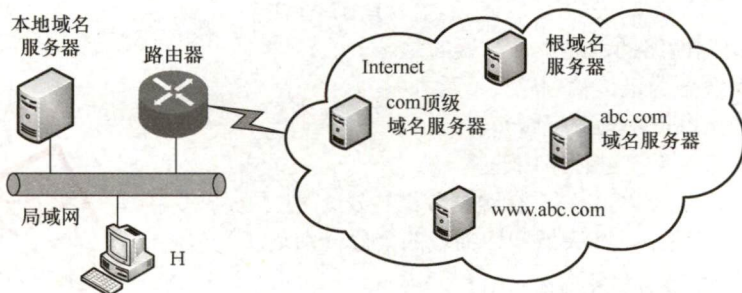 本地域名
服务器
路由器
局域网
H
Internet
根域名
服务器
com顶级
域名服务器
abc.com
域名服务器
www.abc.com